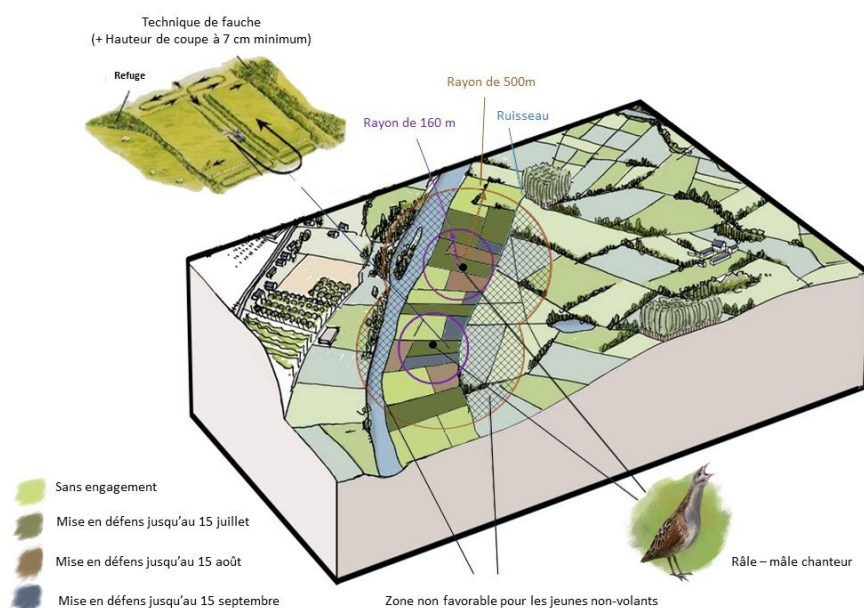 Technique de fauche
(+ Hauteur de coupe à 7 cm minimum)
Refuge
Rayon de 500m
Rayon de 160 m
Ruisseau
Sans engagement
Mise en défens jusqu'au 15 juillet
Mise en défens jusqu'au 15 août
Mise en défens jusqu'au 15 septembre
Zone non favorable pour les jeunes non-volants
Râle – mâle chanteur